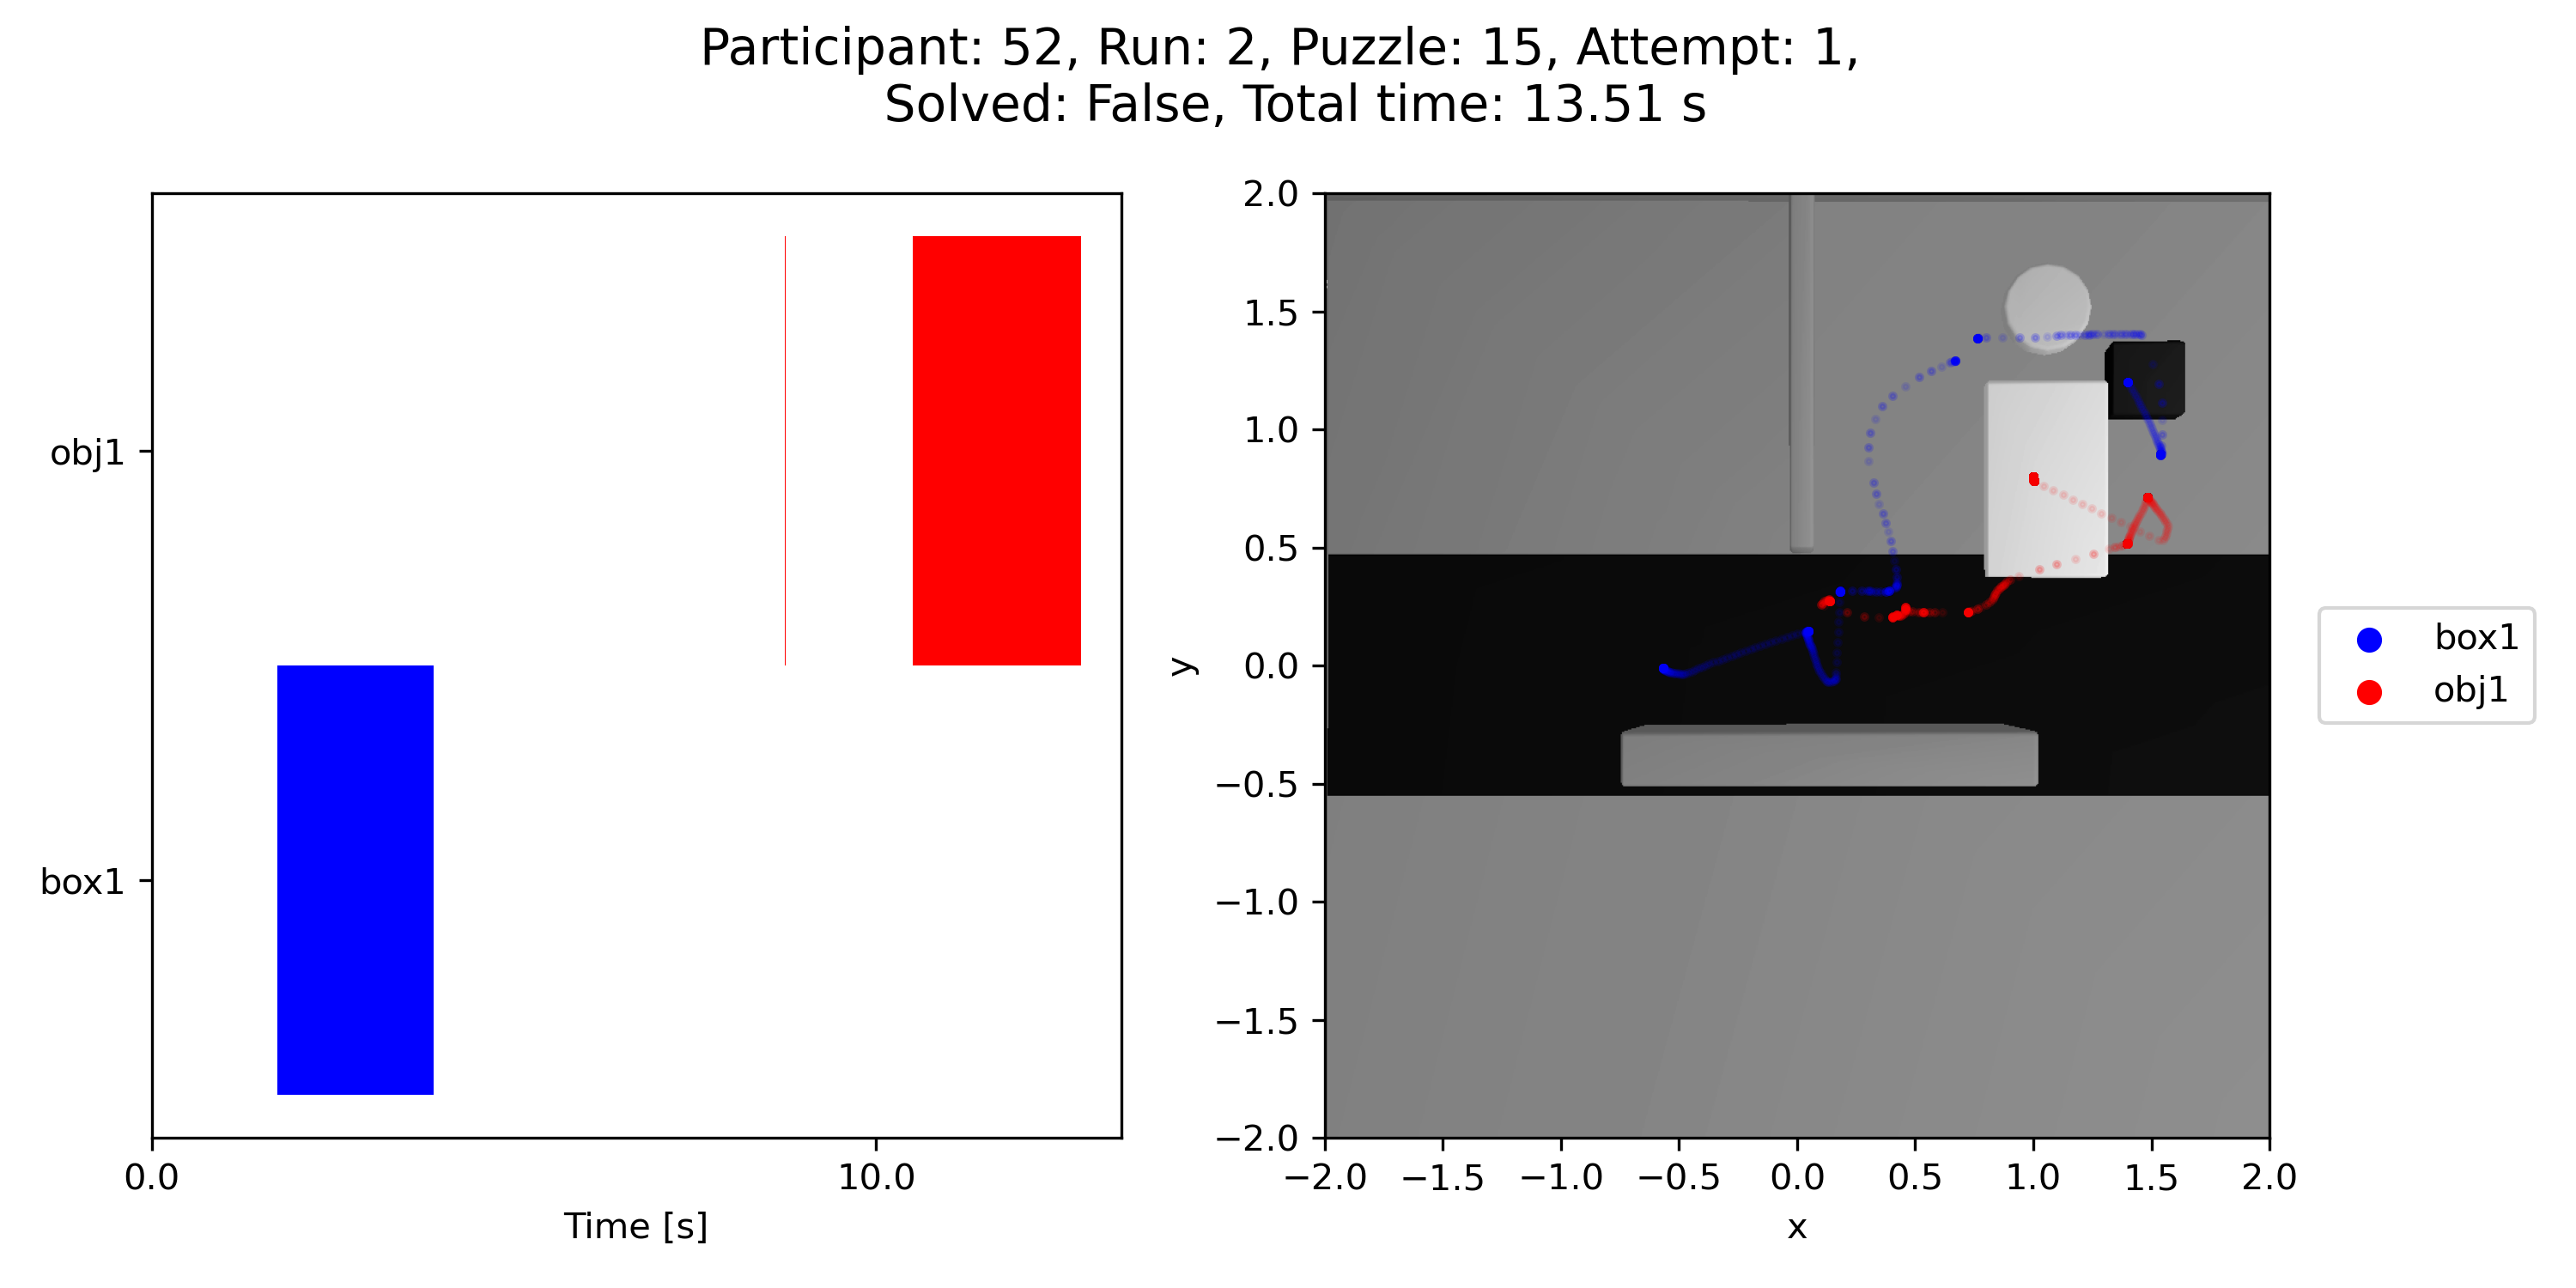 Participant: 52, Run: 2, Puzzle: 15, Attempt: 1,
Solved: False, Total time: 13.51 s
obj1
box1
0.0
10.0
Time [s]
2.0
1.5
1.0
0.5
0.0
−0.5
−1.0
−1.5
−2.0
y
−2.0
−1.5
−1.0
−0.5
0.0
0.5
1.0
1.5
2.0
x
box1
obj1